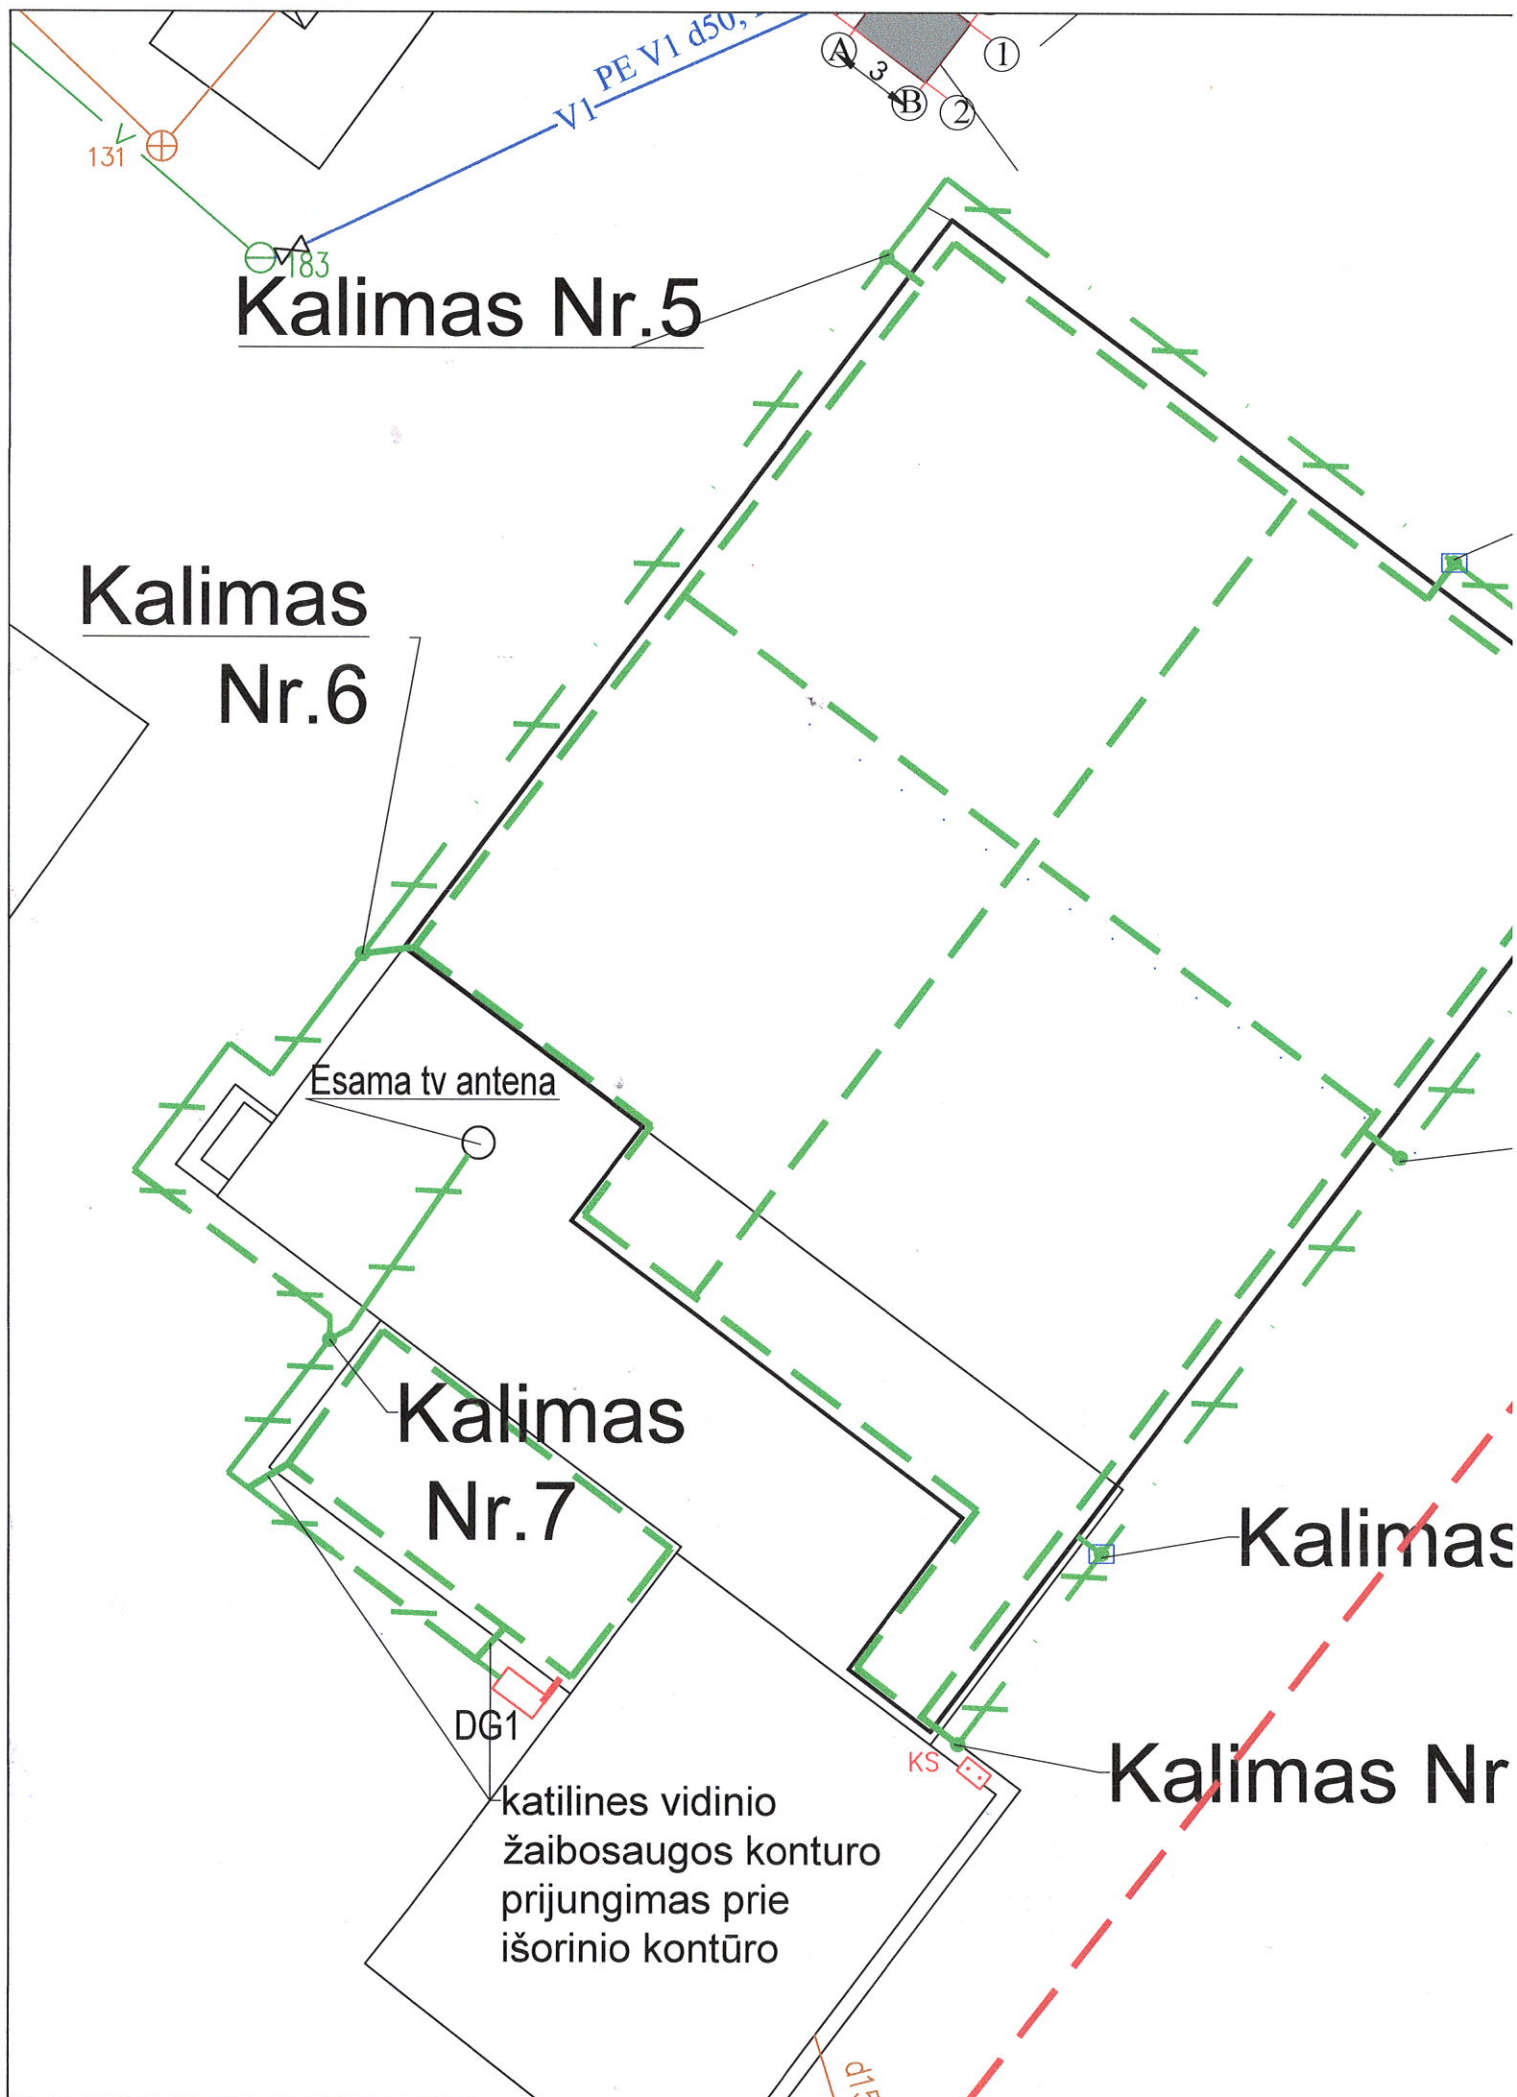 PE V1 d50,
V1
A
3
B
1
2
131
183
Kalimas Nr.5
Kalimas
Nr.6
Esama tv antena
Kalimas
Nr.7
Kalimas
DG1
KS
Kalimas Nr
katilines vidinio
žaibosaugos konturo
prijungimas prie
išorinio kontūro